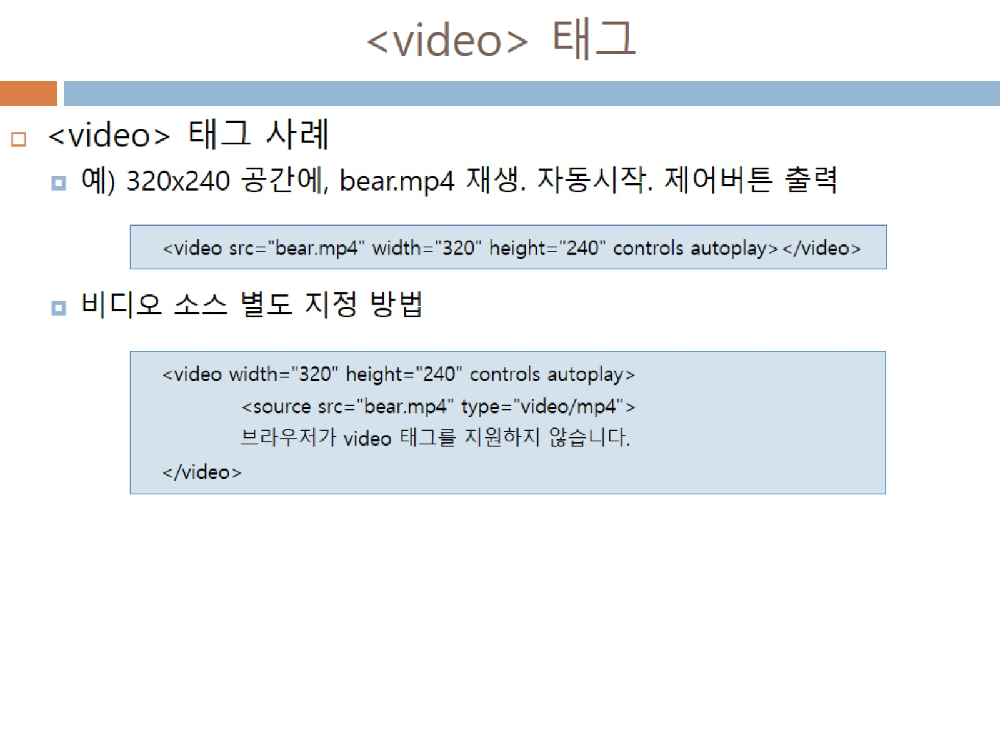 <video> 태그
<video> 태그 사례
예) 320x240 공간에, bear.mp4 재생. 자동시작. 제어버튼 출력
<video src="bear.mp4" width="320" height="240" controls autoplay></video>
비디오 소스 별도 지정 방법
<video width="320" height="240" controls autoplay>
<source src="bear.mp4" type="video/mp4">
브라우저가 video 태그를 지원하지 않습니다.
</video>